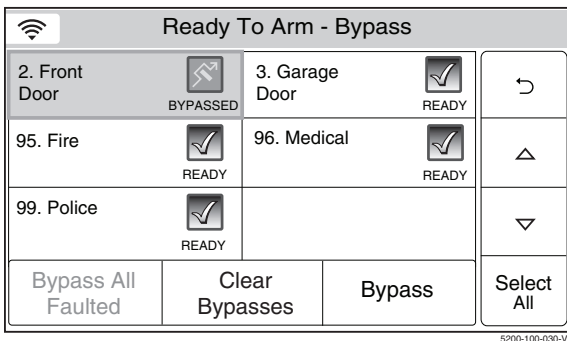 Ready To Arm - Bypass
2. Front
Door
BYPASSED
3. Garage
Door
READY
95. Fire
READY
96. Medical
READY
99. Police
READY
Bypass All
Faulted
Clear
Bypasses
Bypass
Select
All
5200-100-030-V